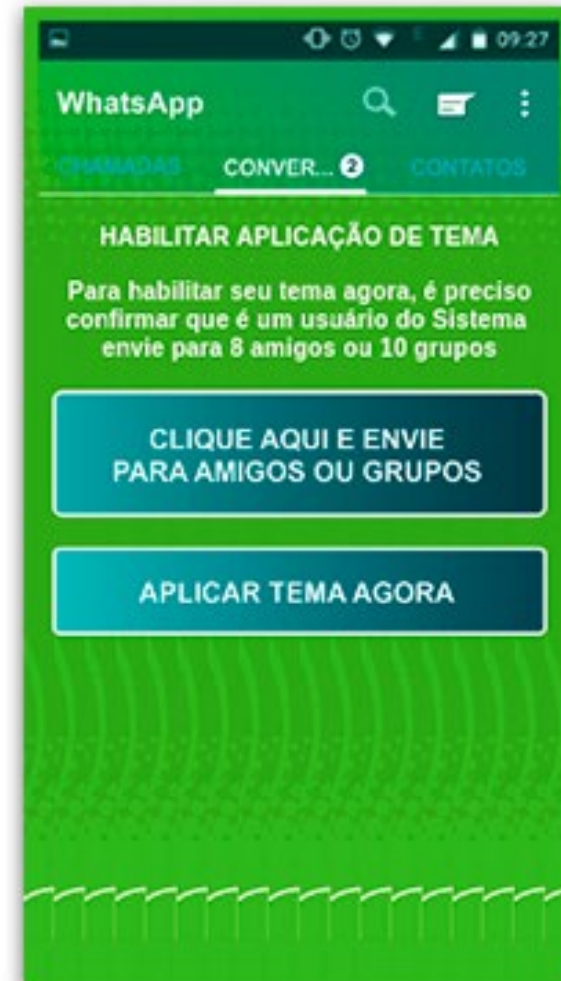 09:27
WhatsApp
CHAMADAS CONVER... 2 CONTATOS
HABILITAR APLICAÇÃO DE TEMA
Para habilitar seu tema agora, é preciso
confirmar que é um usuário do Sistema
envie para 8 amigos ou 10 grupos
CLIQUE AQUI E ENVIE
PARA AMIGOS OU GRUPOS
APLICAR TEMA AGORA